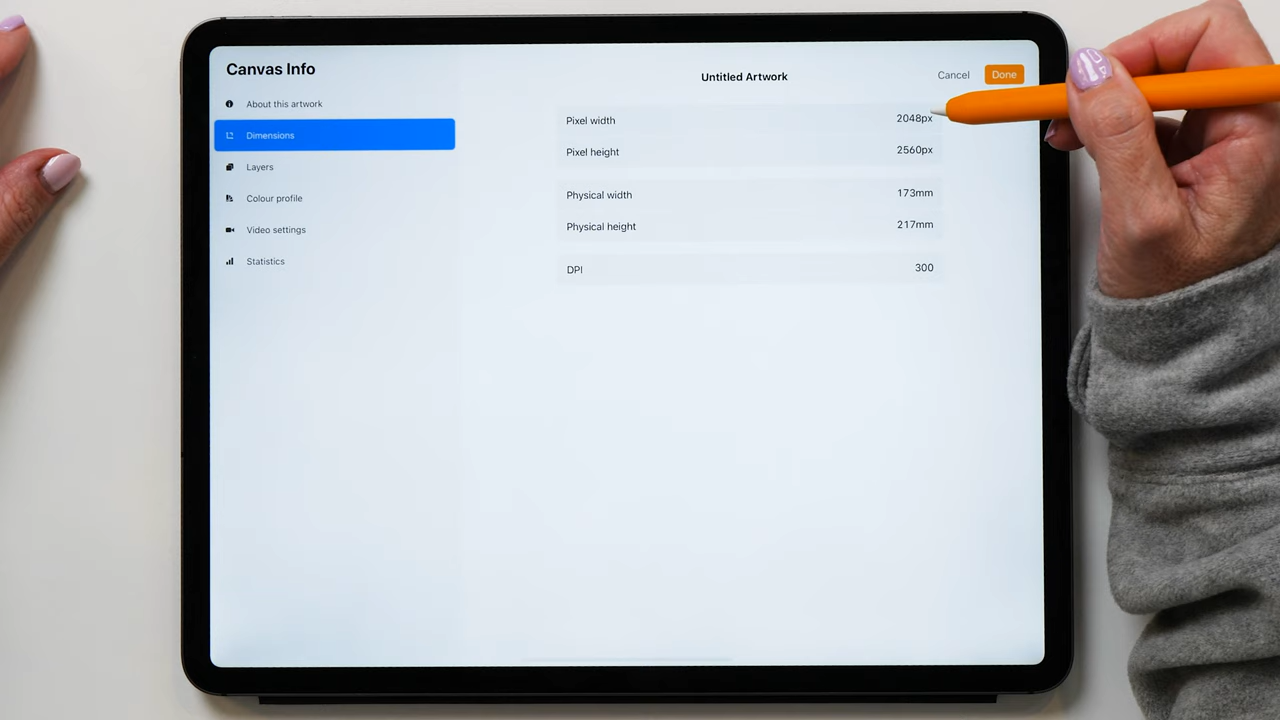 Canvas Info
About this artwork
Dimensions
Layers
Colour profile
Video settings
Statistics
Untitled Artwork
Cancel
Done
Pixel width 2048px
Pixel height 2560px
Physical width 173mm
Physical height 217mm
DPI 300